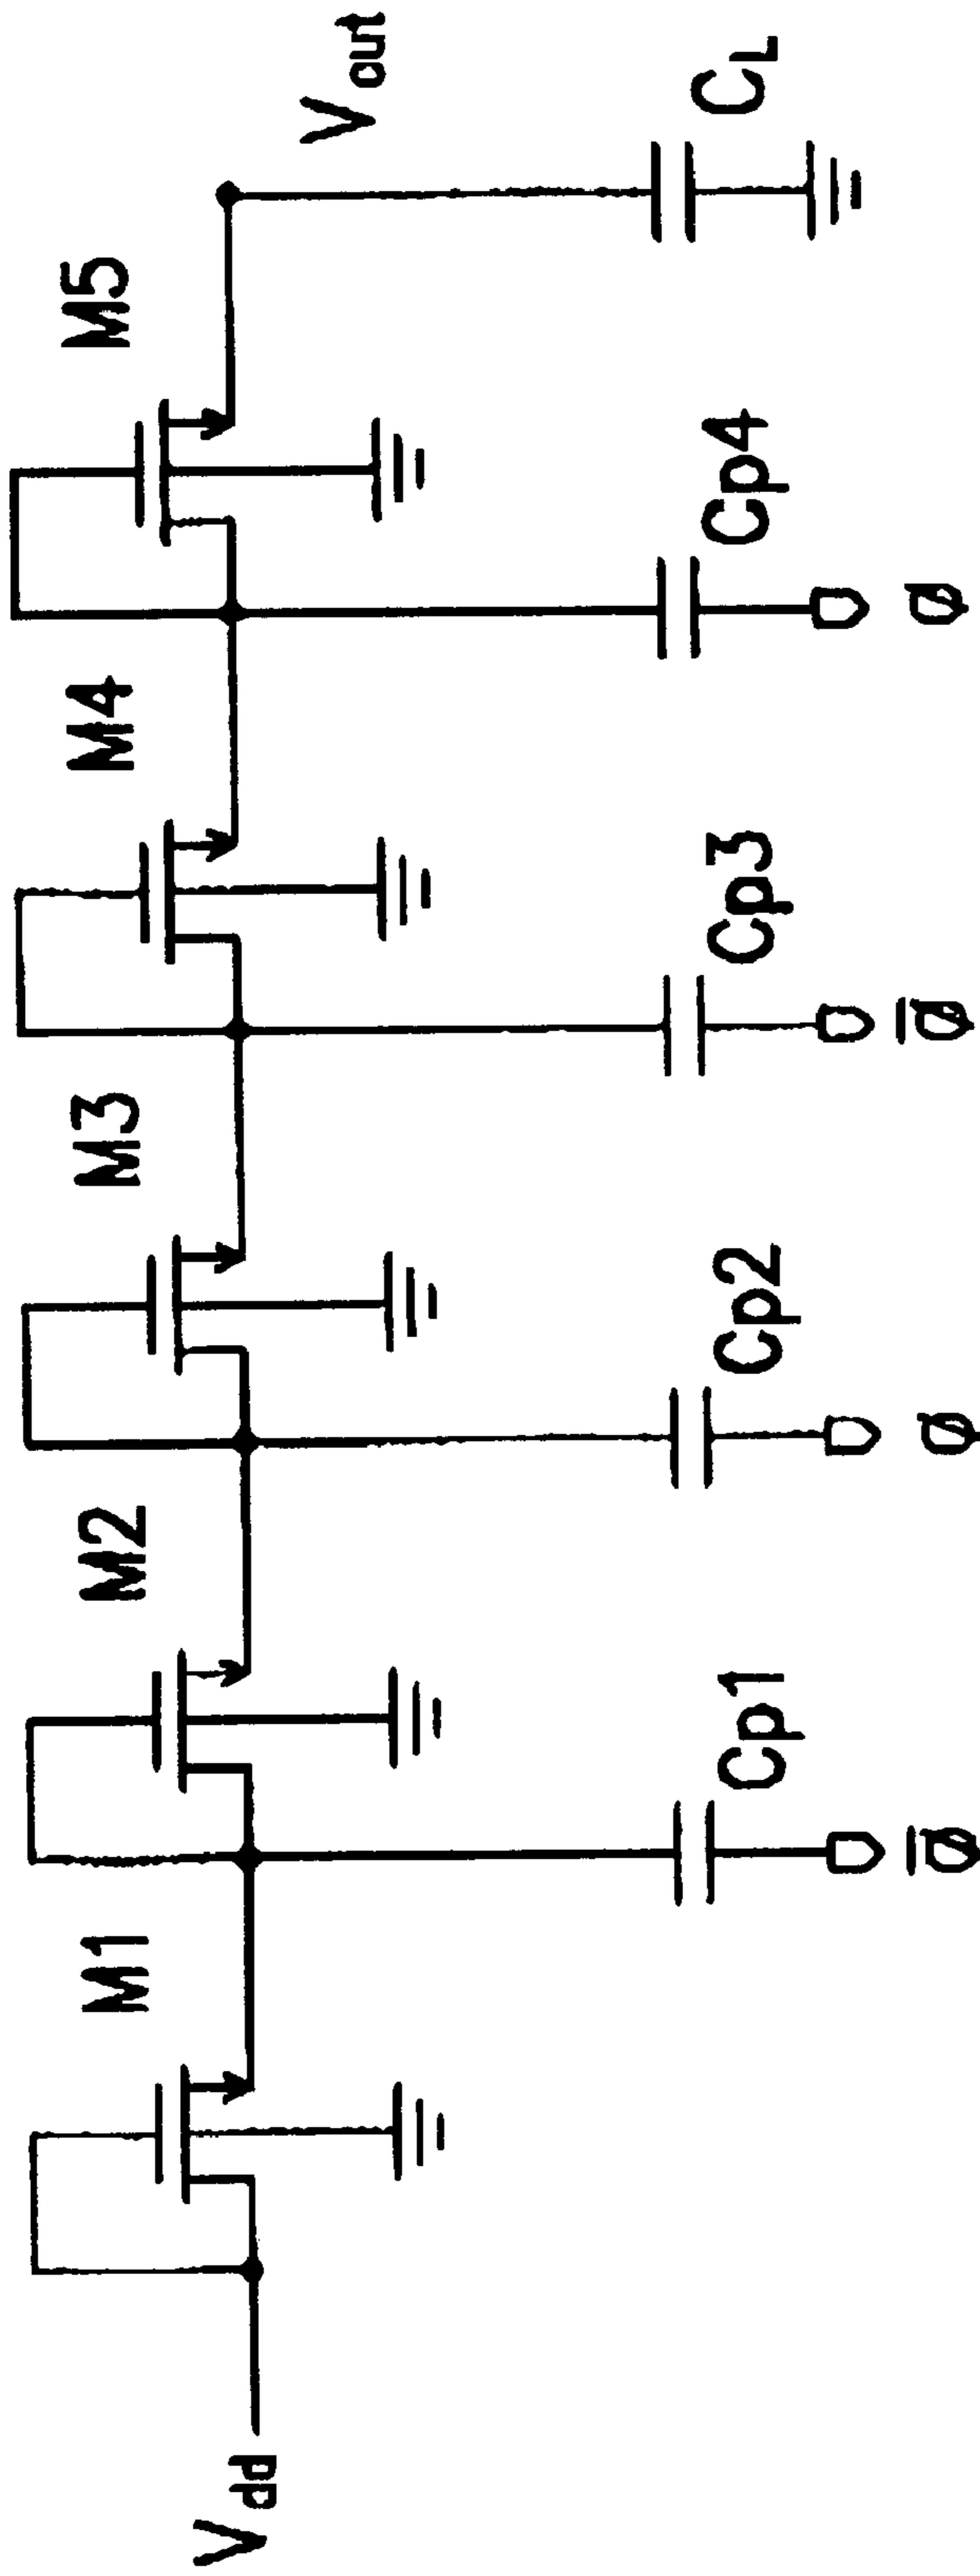 M1 M2 M3 M4 M5
Vdd Vout
Cp1 Cp2 Cp3 Cp4 CL
Ø̅ Ø Ø̅ Ø